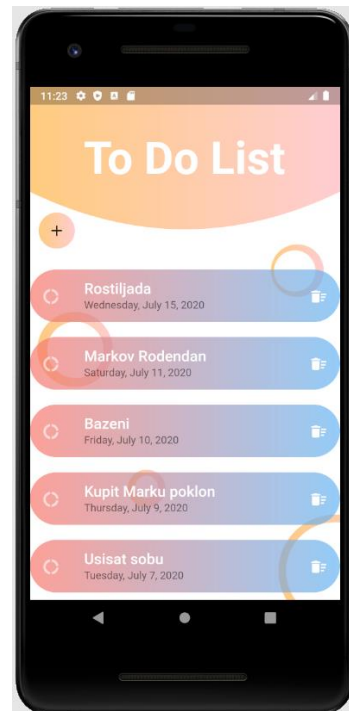 11:23
To Do List
+
Rostiljada
Wednesday, July 15, 2020
Markov Rodendan
Saturday, July 11, 2020
Bazeni
Friday, July 10, 2020
Kupit Marku poklon
Thursday, July 9, 2020
Usisat sobu
Tuesday, July 7, 2020